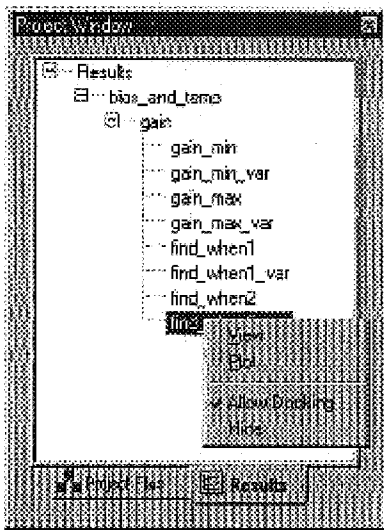 Project Window
Results
bias_and_temp
gain
gain_min
gain_min_var
gain_max
gain_max_var
find_when1
find_when1_var
find_when2
View
Plot
Allow Docking
Hide
Project Files Results